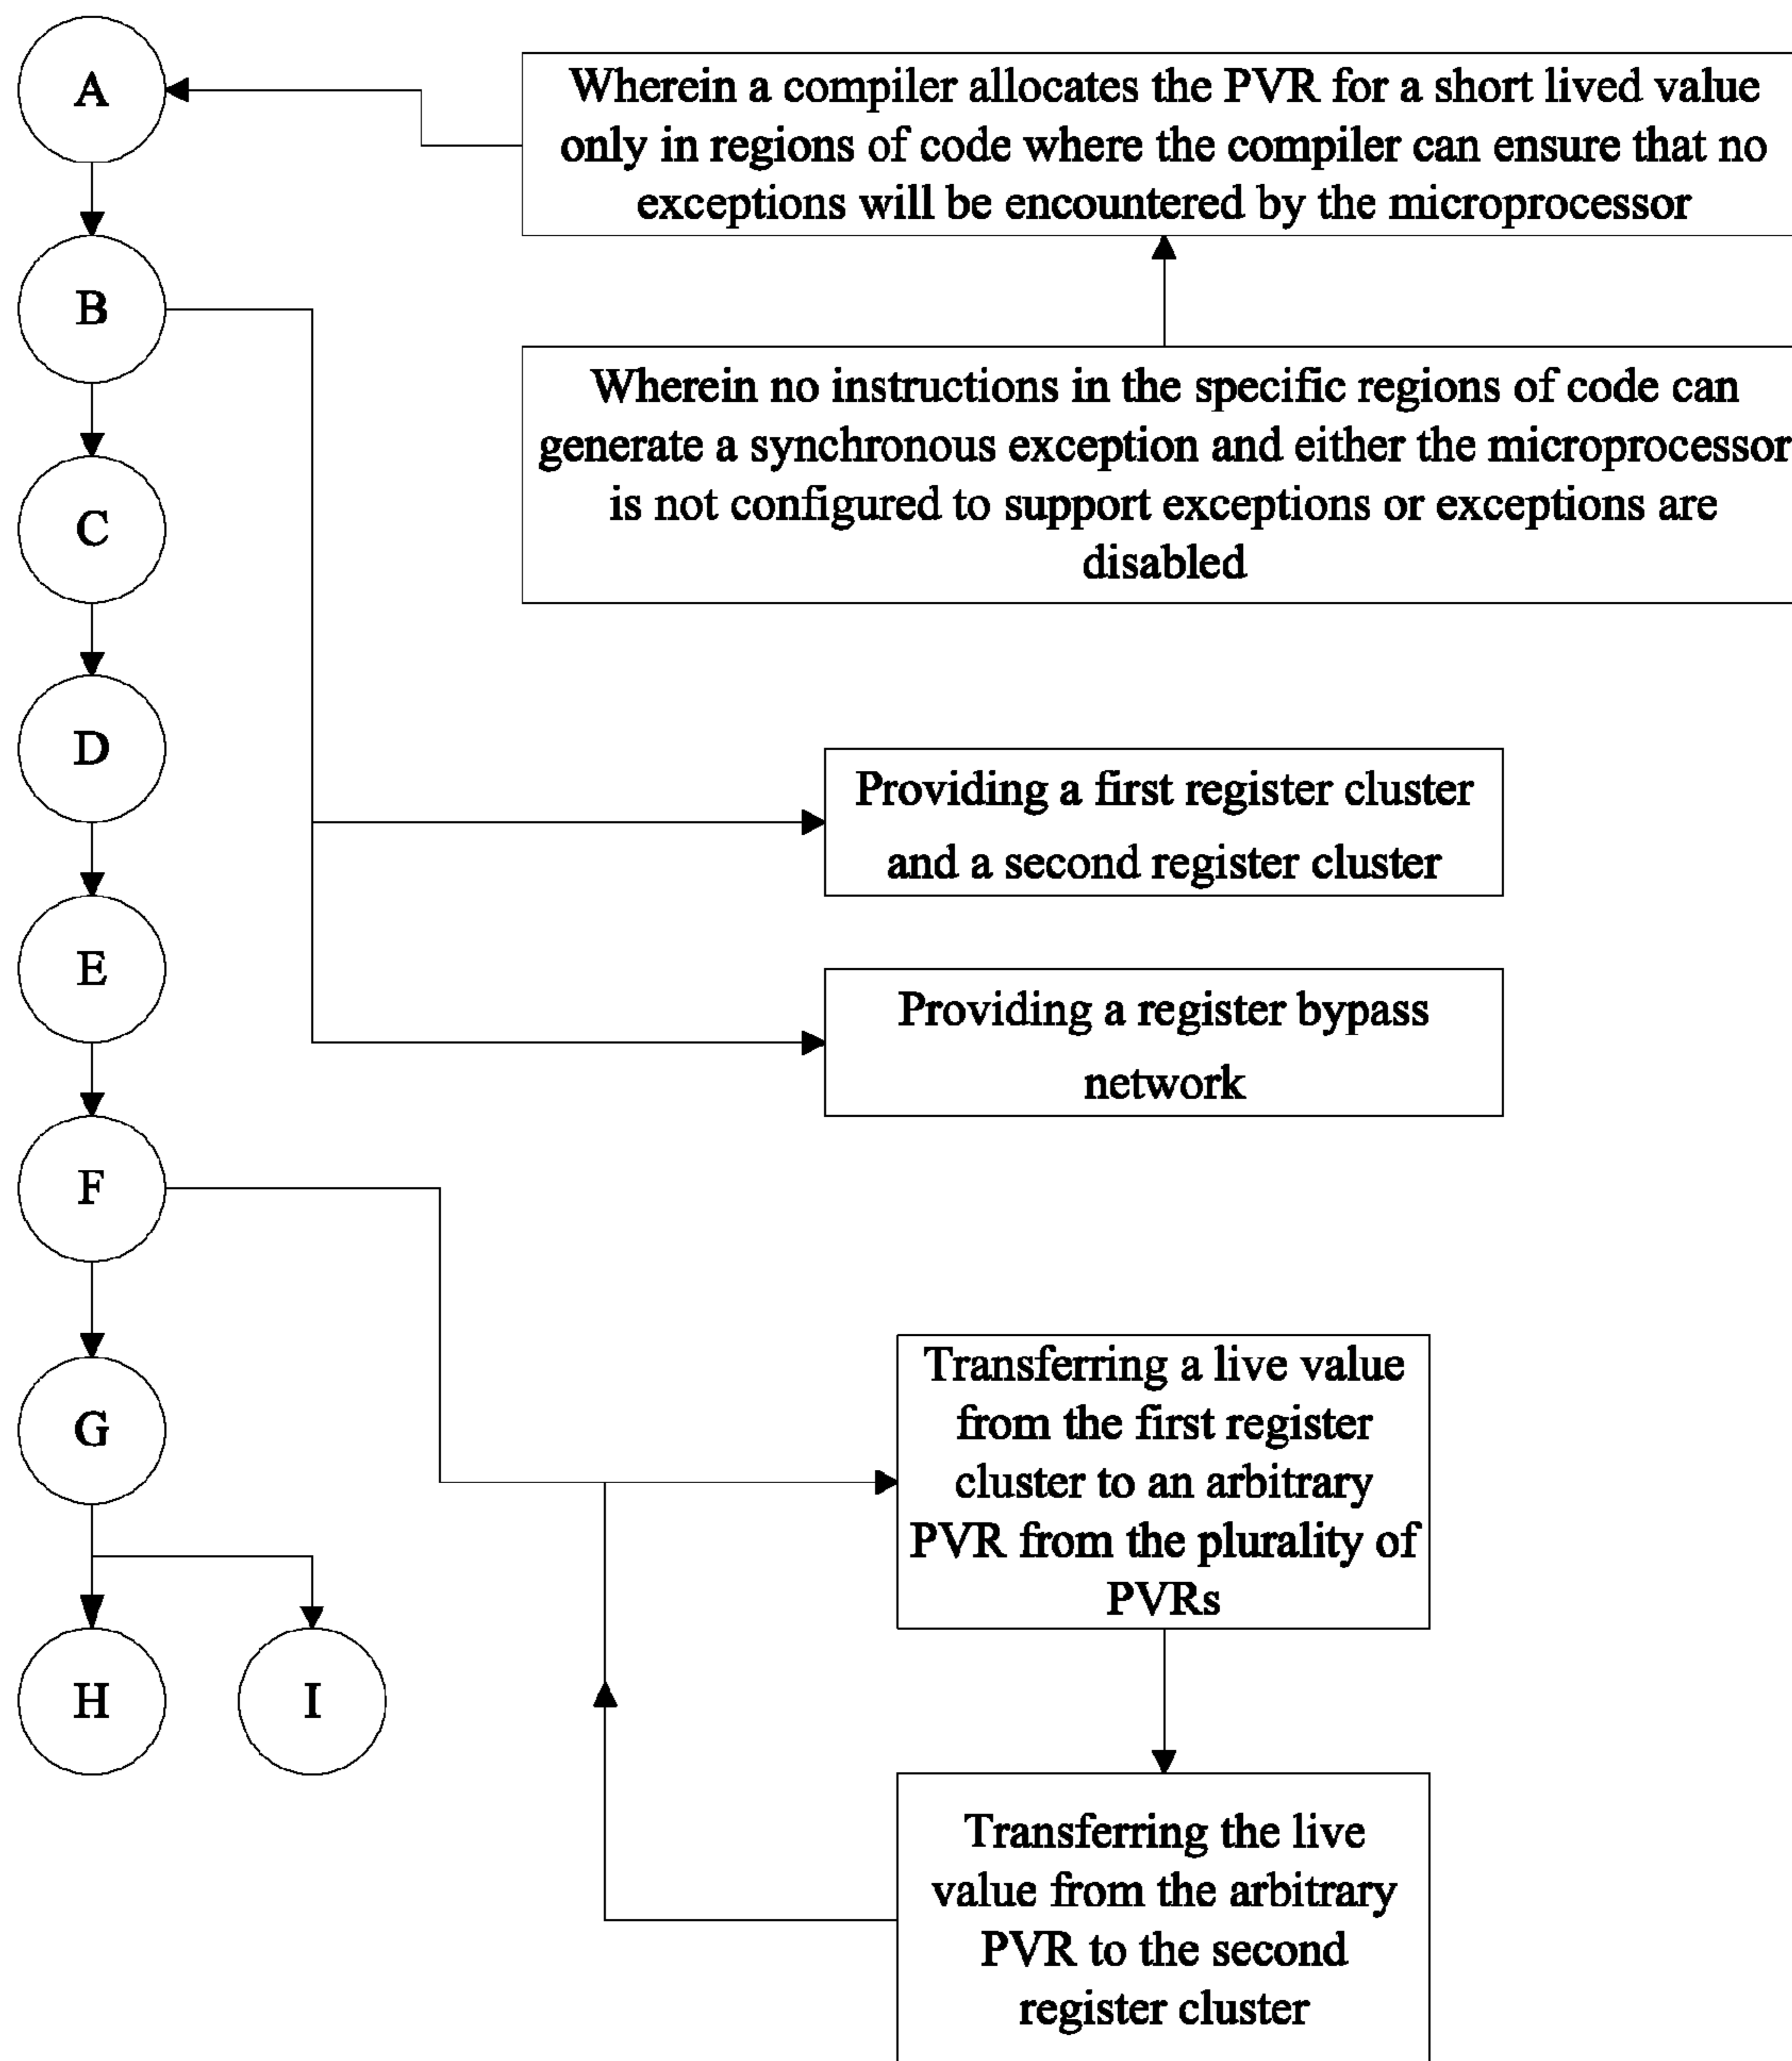 A
Wherein a compiler allocates the PVR for a short lived value
only in regions of code where the compiler can ensure that no
exceptions will be encountered by the microprocessor
B
Wherein no instructions in the specific regions of code can
generate a synchronous exception and either the microprocessor
is not configured to support exceptions or exceptions are
disabled
C
D
Providing a first register cluster
and a second register cluster
E
Providing a register bypass
network
F
G
Transferring a live value
from the first register
cluster to an arbitrary
PVR from the plurality of
PVRs
H
I
Transferring the live
value from the arbitrary
PVR to the second
register cluster